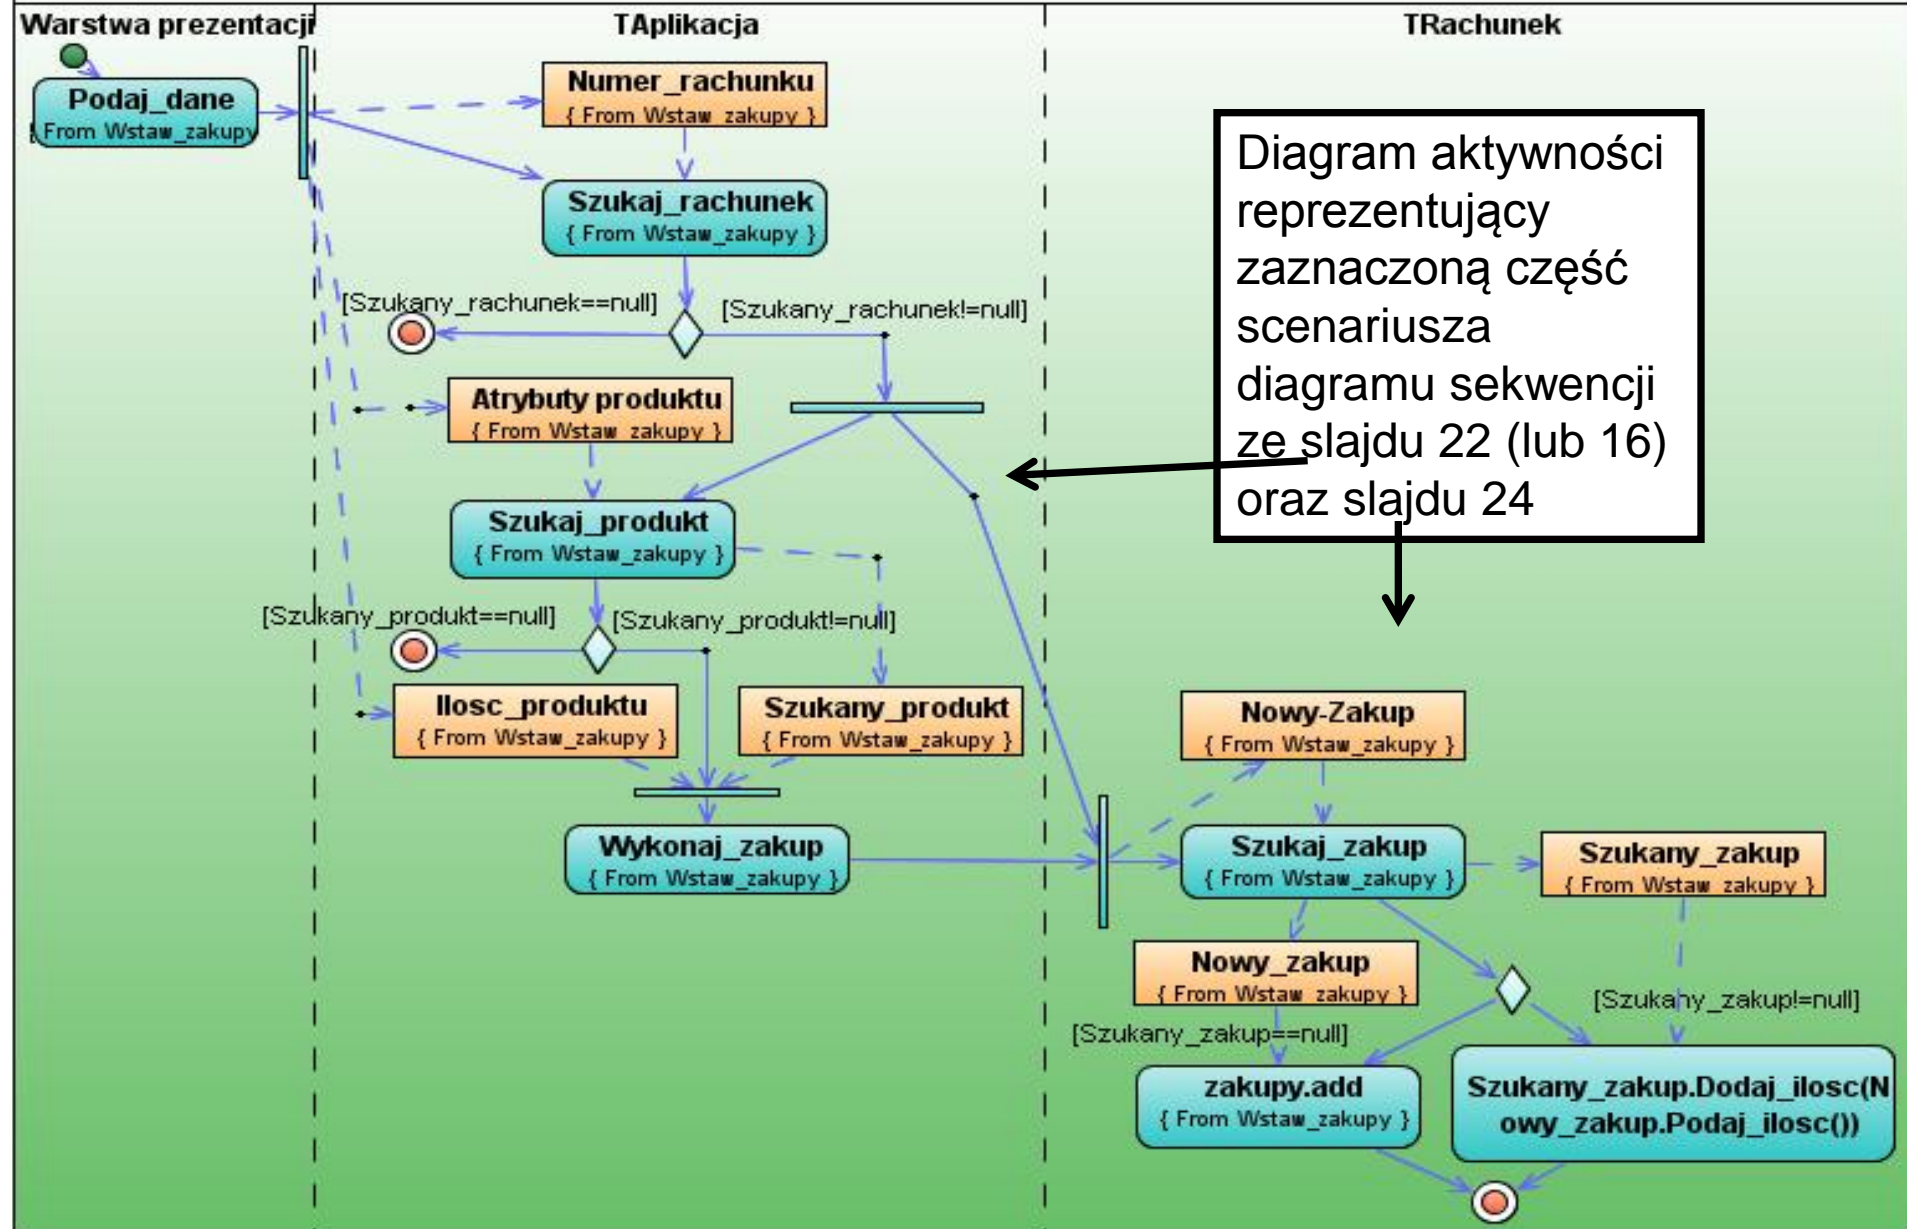 Warstwa prezentacji
TAplikacja
TRachunek
Podaj_dane
{ From Wstaw_zakupy
Numer_rachunku
{ From Wstaw_zakupy }
Szukaj_rachunek
{ From Wstaw_zakupy }
[Szukany_rachunek==null]
[Szukany_rachunek!=null]
Diagram aktywności
reprezentujący
zaznaczoną część
scenariusza
diagramu sekwencji
ze slajdu 22 (lub 16)
oraz slajdu 24
Atrybuty produktu
{ From Wstaw_zakupy }
Szukaj_produkt
{ From Wstaw_zakupy }
[Szukany_produkt==null]
[Szukany_produkt!=null]
Ilosc_produktu
{ From Wstaw_zakupy }
Szukany_produkt
{ From Wstaw_zakupy }
Nowy-Zakup
{ From Wstaw_zakupy }
Wykonaj_zakup
{ From Wstaw_zakupy }
Szukaj_zakup
{ From Wstaw_zakupy }
Szukany_zakup
{ From Wstaw_zakupy }
Nowy_zakup
{ From Wstaw_zakupy }
[Szukany_zakup!=null]
[Szukany_zakup==null]
zakupy.add
{ From Wstaw_zakupy }
Szukany_zakup.Dodaj_ilosc(N
owy_zakup.Podaj_ilosc())